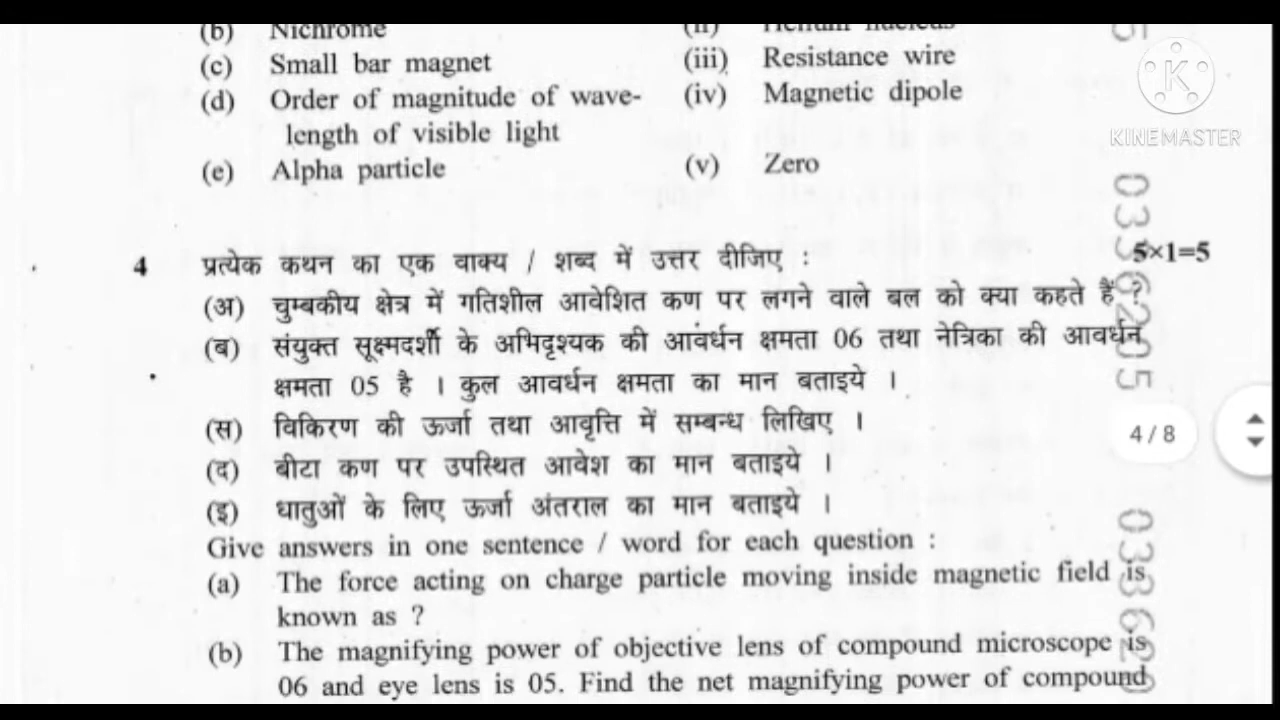 (b) Nichrome (ii) Helium nucleus
(c) Small bar magnet (iii) Resistance wire
(d) Order of magnitude of wave- (iv) Magnetic dipole
length of visible light
(e) Alpha particle (v) Zero
4 प्रत्येक कथन का एक वाक्य / शब्द में उत्तर दीजिए : 5×1=5
(अ) चुम्बकीय क्षेत्र में गतिशील आवेशित कण पर लगने वाले बल को क्या कहते हैं ?
(ब) संयुक्त सूक्ष्मदर्शी के अभिदृश्यक की आवर्धन क्षमता 06 तथा नेत्रिका की आवर्धन
क्षमता 05 है । कुल आवर्धन क्षमता का मान बताइये ।
(स) विकिरण की ऊर्जा तथा आवृत्ति में सम्बन्ध लिखिए ।
(द) बीटा कण पर उपस्थित आवेश का मान बताइये ।
(इ) धातुओं के लिए ऊर्जा अंतराल का मान बताइये ।
Give answers in one sentence / word for each question :
(a) The force acting on charge particle moving inside magnetic field is
known as ?
(b) The magnifying power of objective lens of compound microscope is
06 and eye lens is 05. Find the net magnifying power of compound
K
KINEMASTER
0336205
4 / 8